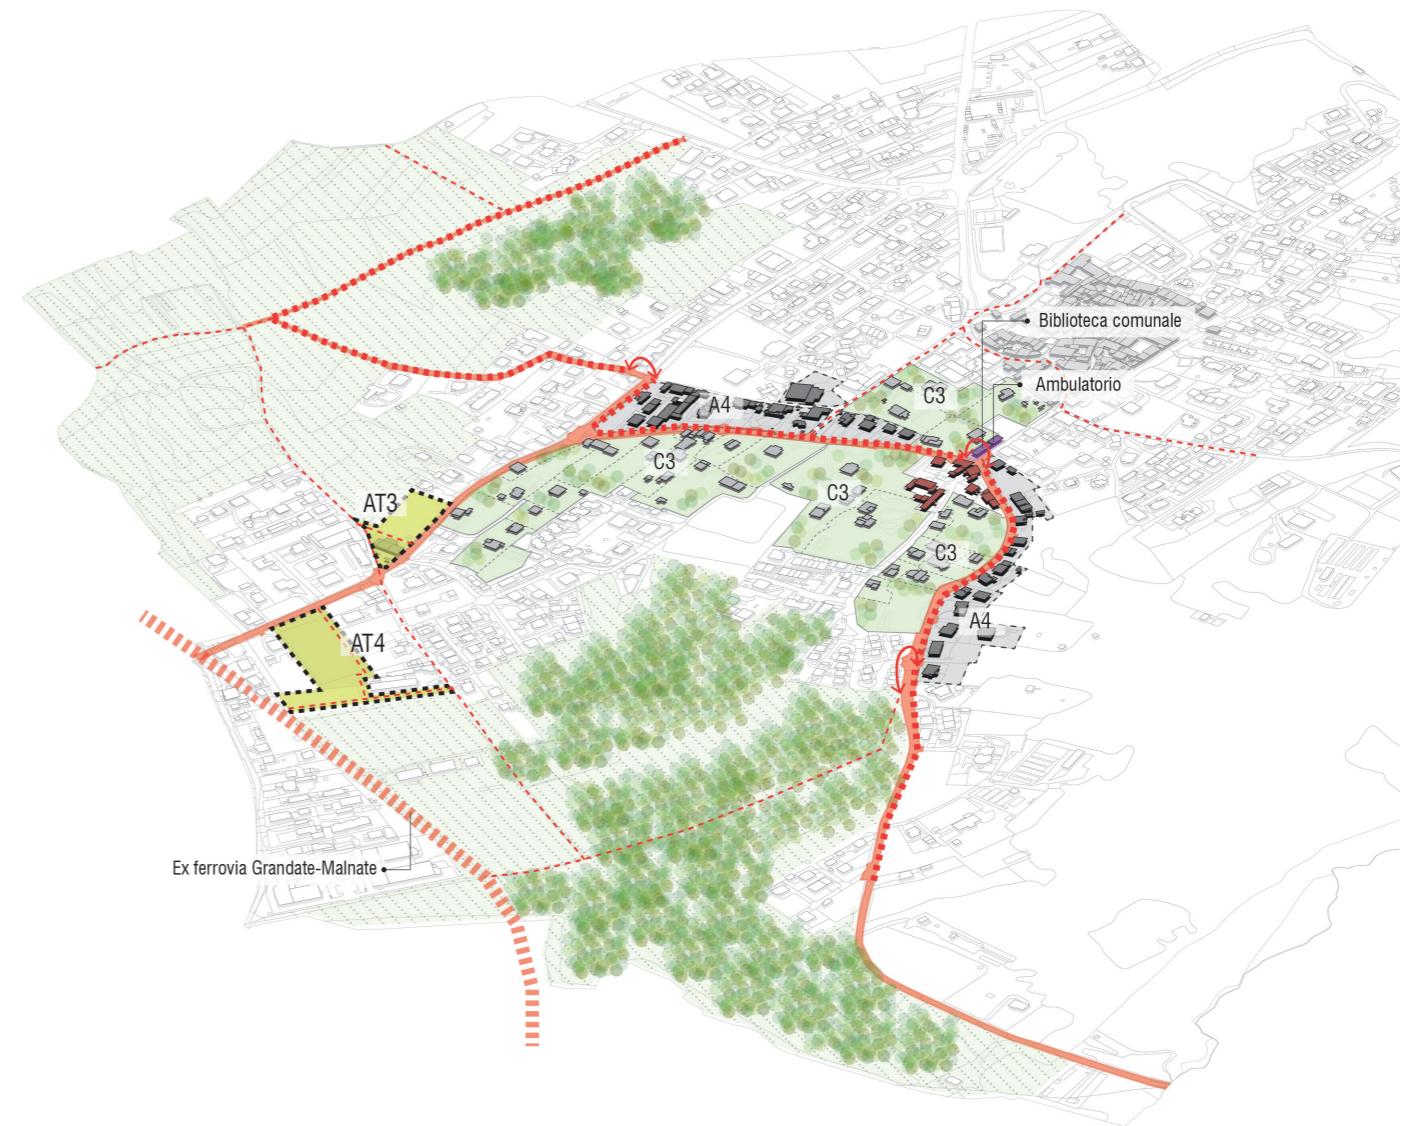 Biblioteca comunale
Ambulatorio
C3
A4
C3
C3
AT3
C3
A4
AT4
Ex ferrovia Grandate-Malnate